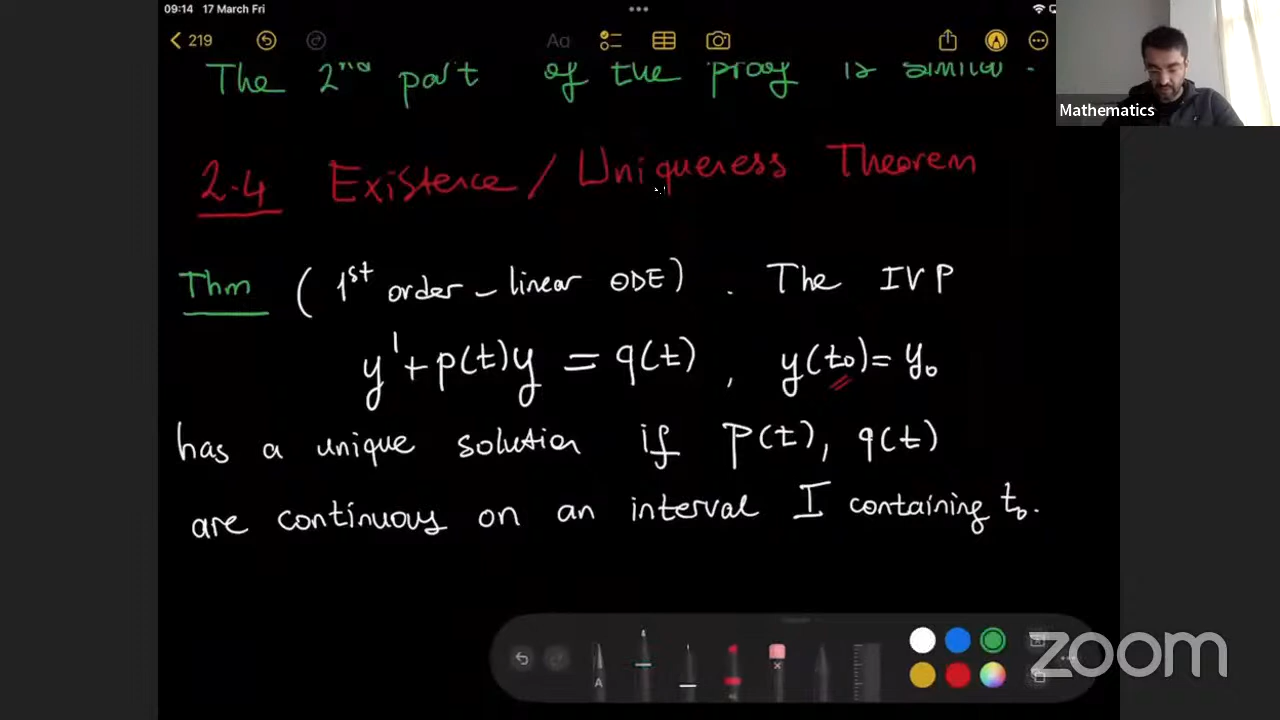 09:14 17 March Fri
219
Aa
The 2nd part of the proof is similar.
Mathematics
2.4 Existence / Uniqueness Theorem
Thm (1st order - linear ODE). The IVP
y' + p(t)y = q(t), y(t₀) = y₀
has a unique solution if p(t), q(t)
are continuous on an interval I containing t₀.
A
zoom